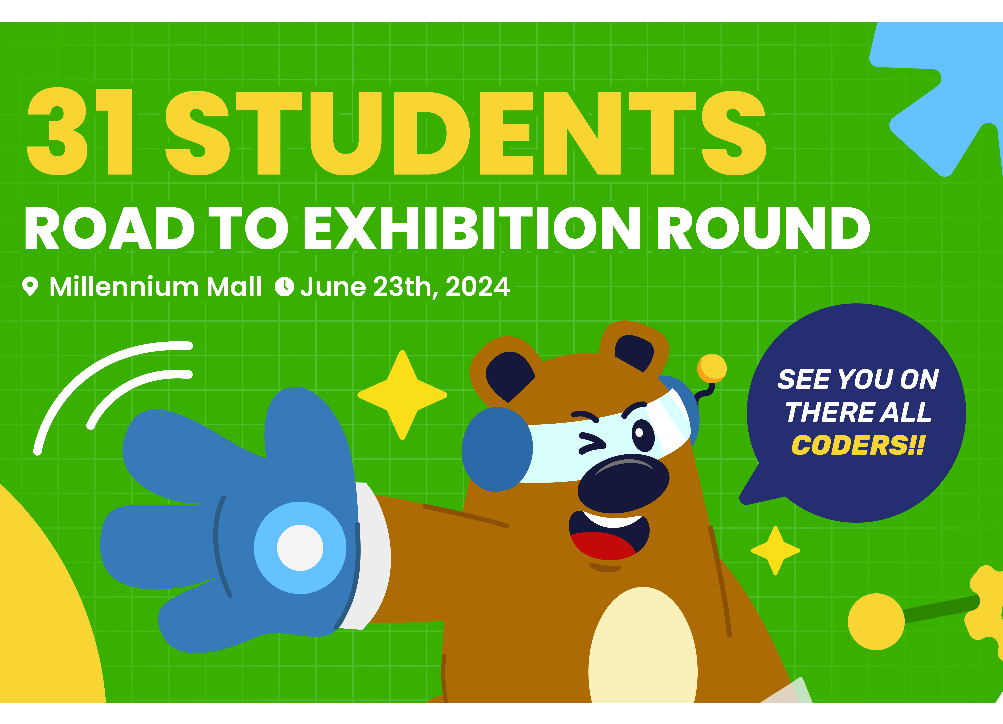 31 STUDENTS
ROAD TO EXHIBITION ROUND
Millennium Mall June 23th, 2024
SEE YOU ON
THERE ALL
CODERS!!